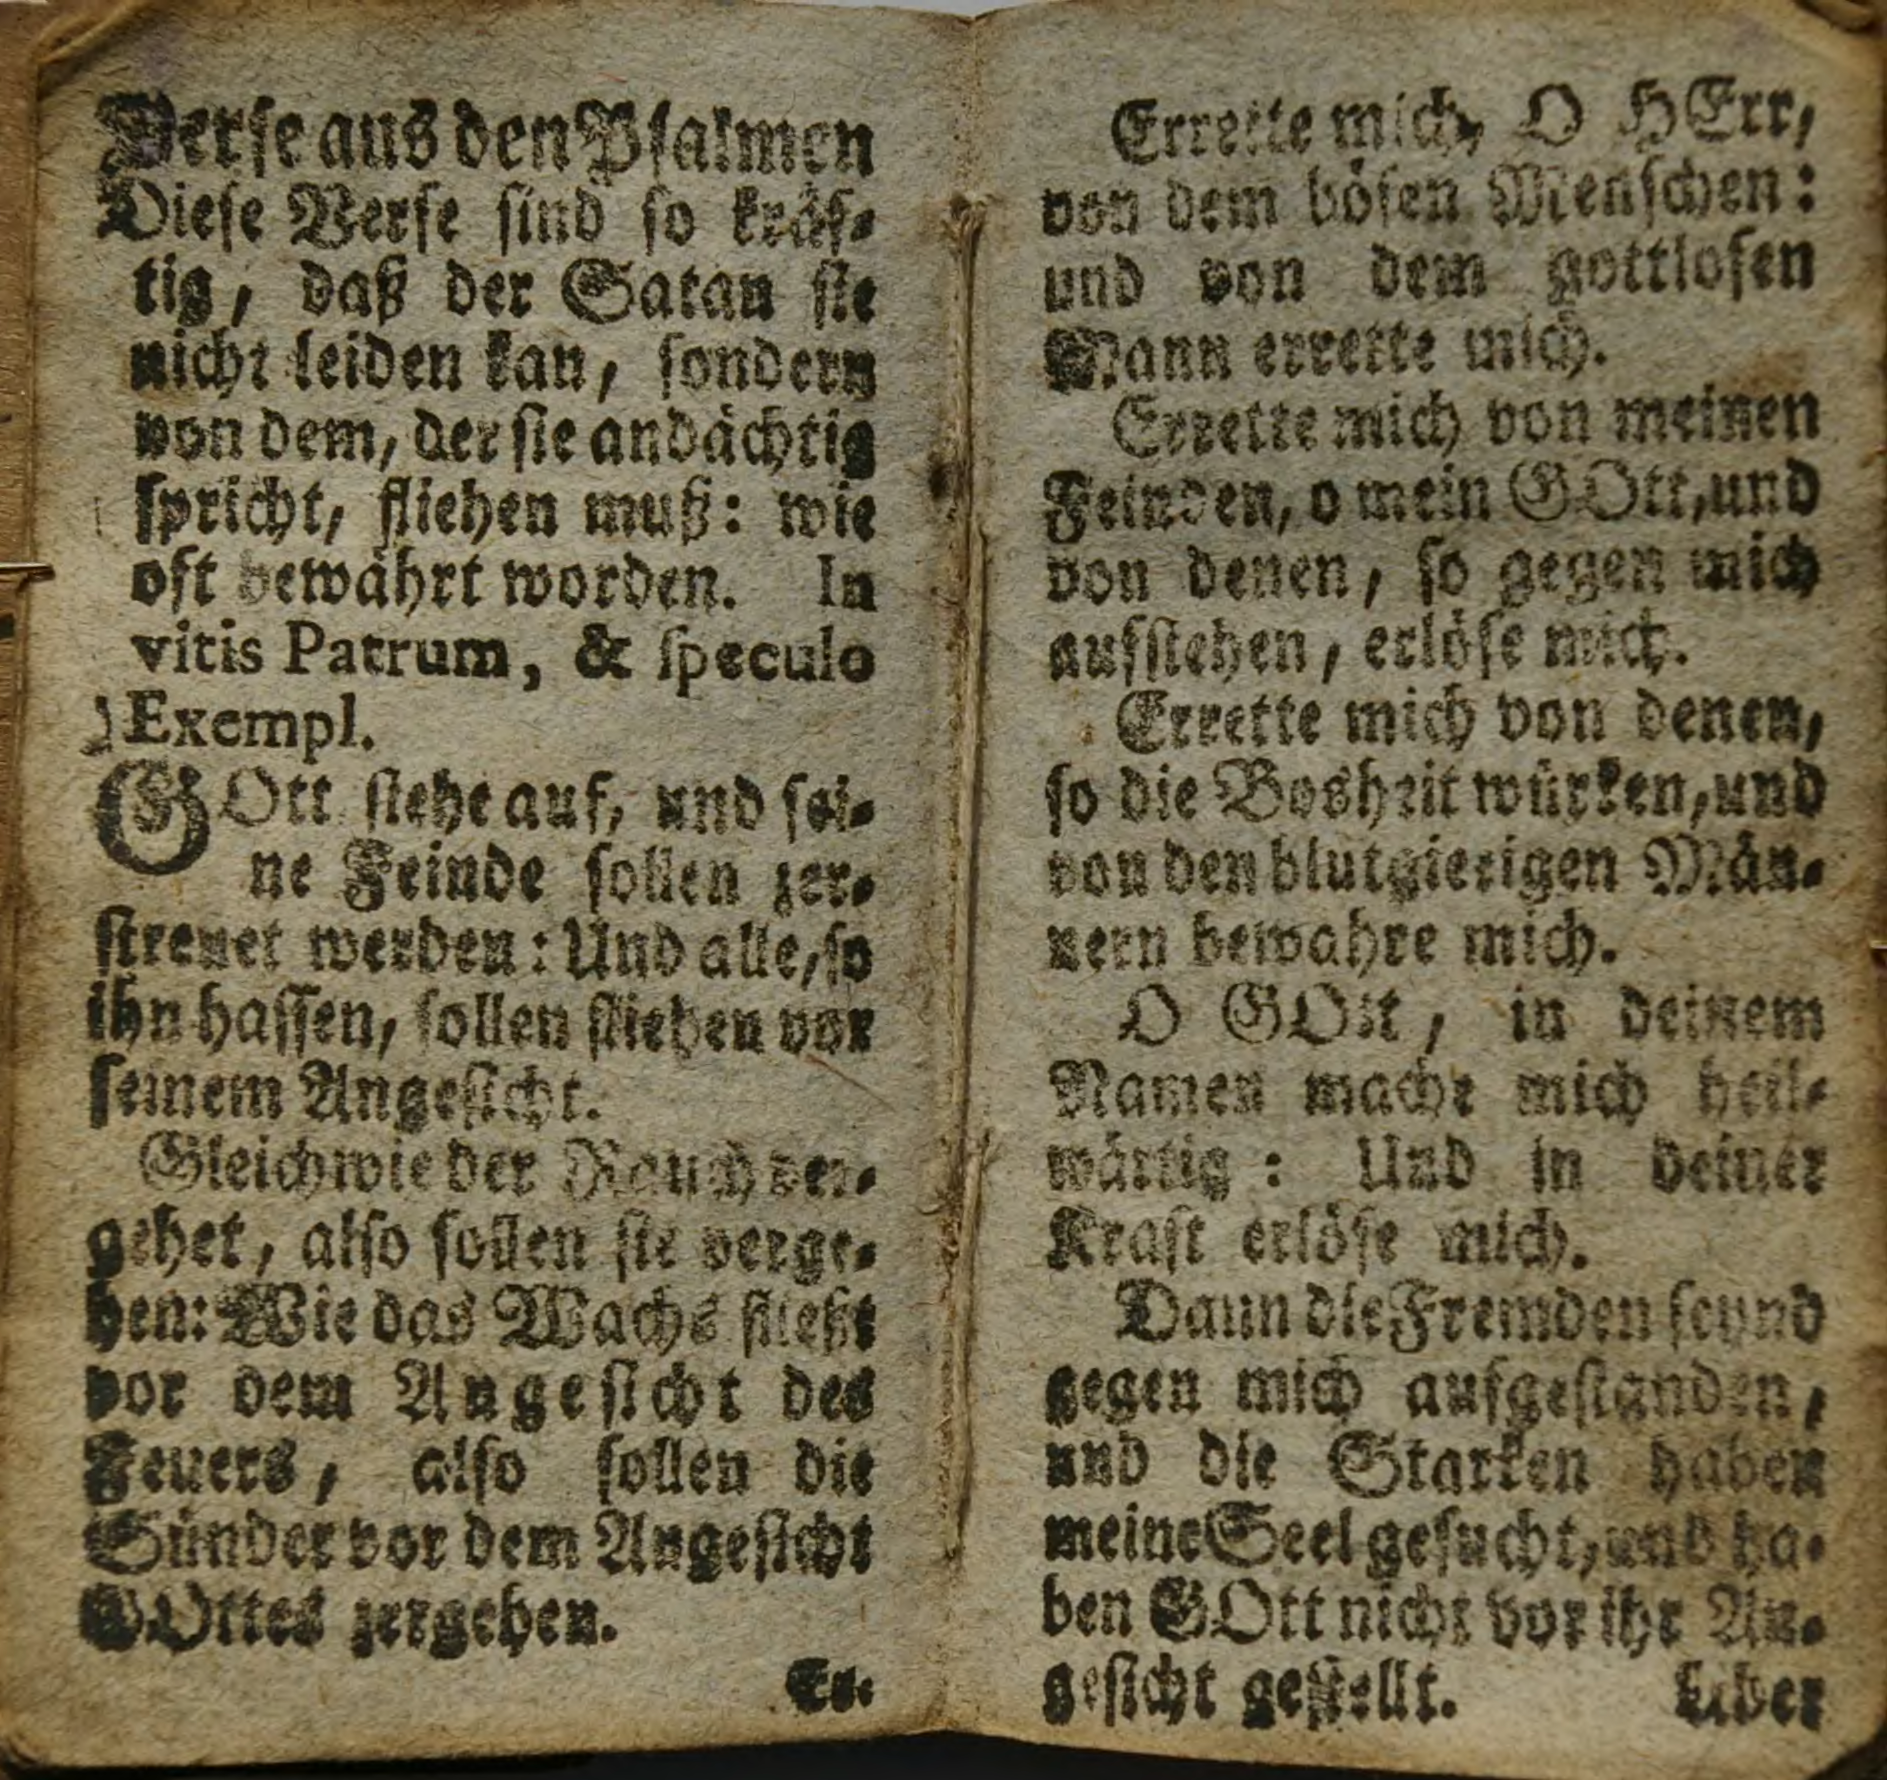 Verse aus den Psalmen
Diese Verse sind so kräf-
tig, daß der Satan sie
nicht leiden kan, sondern
von dem, der sie andächtig
spricht, fliehen muß: wie
oft bewährt worden. In
vitis Patrum, & speculo
Exempl.
GOtt stehe auf, und sei-
ne Feinde sollen zer-
streuet werden: Und alle, so
ihn hassen, sollen fliehen vor
seinem Angesicht.
Gleichwie der Rauch ver-
gehet, also sollen sie verge-
hen: Wie das Wachs fließt
vor dem Angesicht des
Feuers, also sollen die
Sünder vor dem Angesicht
GOttes zergehen.
Er-
Errette mich, O HErr,
von dem bösen Menschen:
und von dem gottlosen
Mann errette mich.
Errette mich von meinen
Feinden, o mein GOtt, und
von denen, so gegen mich
aufstehen, erlöse mich.
Errette mich von denen,
so die Bosheit würken, und
von den blutgierigen Män-
nern bewahre mich.
O GOtt, in deinem
Namen mache mich heil-
wärtig: Und in deiner
Kraft erlöse mich.
Dann die Fremden seynd
gegen mich aufgestanden,
und die Starken haben
meine Seel gesucht, und ha-
ben GOtt nicht vor ihr An-
gesicht gestellt.
Aber